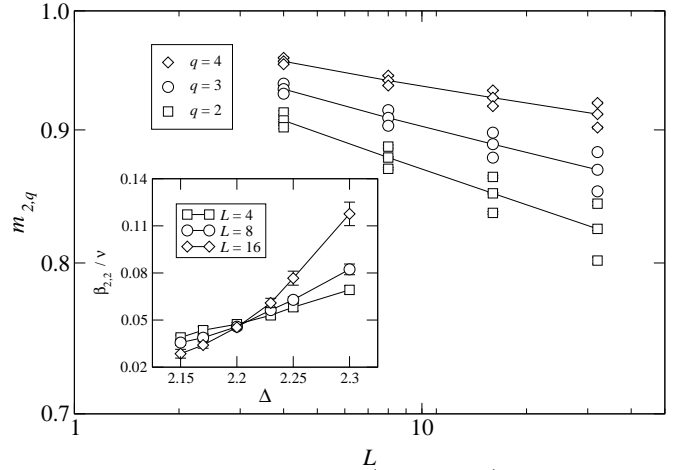 1.0
0.9
0.8
0.7
m2,q
q = 4
q = 3
q = 2
0.14
0.11
0.08
0.05
0.02
β2,2 / ν
L = 4
L = 8
L = 16
2.15 2.2 2.25 2.3
Δ
1 10
L